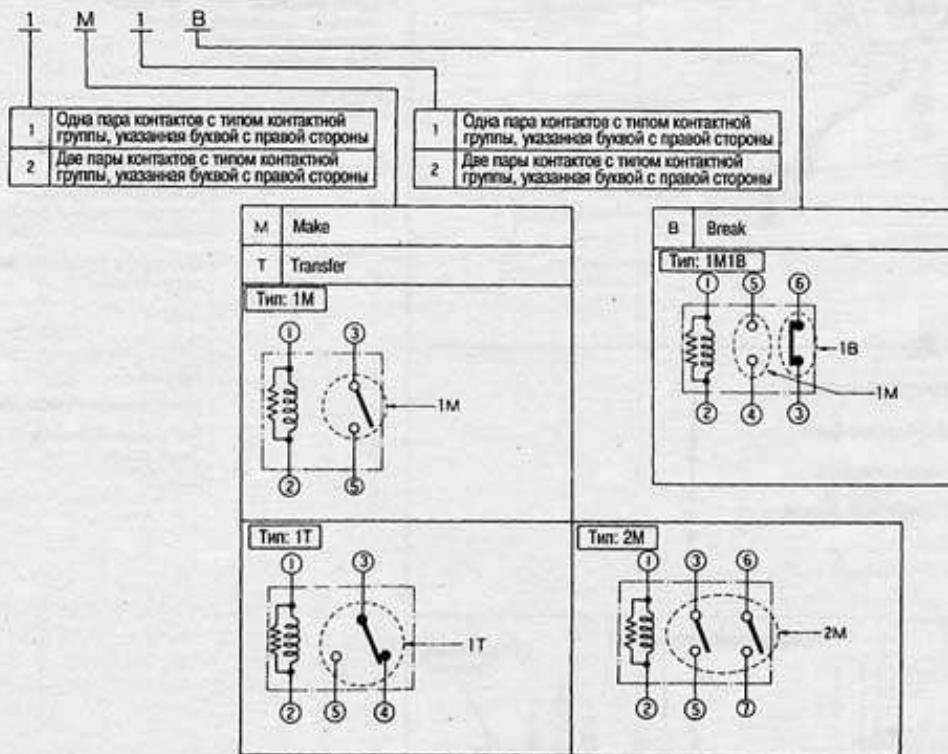 1 M 1 B
1 Одна пара контактов с типом контактной
группы, указанная буквой с правой стороны
2 Две пары контактов с типом контактной
группы, указанная буквой с правой стороны
1 Одна пара контактов с типом контактной
группы, указанная буквой с правой стороны
2 Две пары контактов с типом контактной
группы, указанная буквой с правой стороны
M Make
T Transfer
Тип: 1M
1 3
1M
2 5
B Break
Тип: 1M1B
1 5 6
1B
1M
2 4 3
Тип: 1T
1 3
1T
2 5 4
Тип: 2M
1 3 6
2M
2 5 7